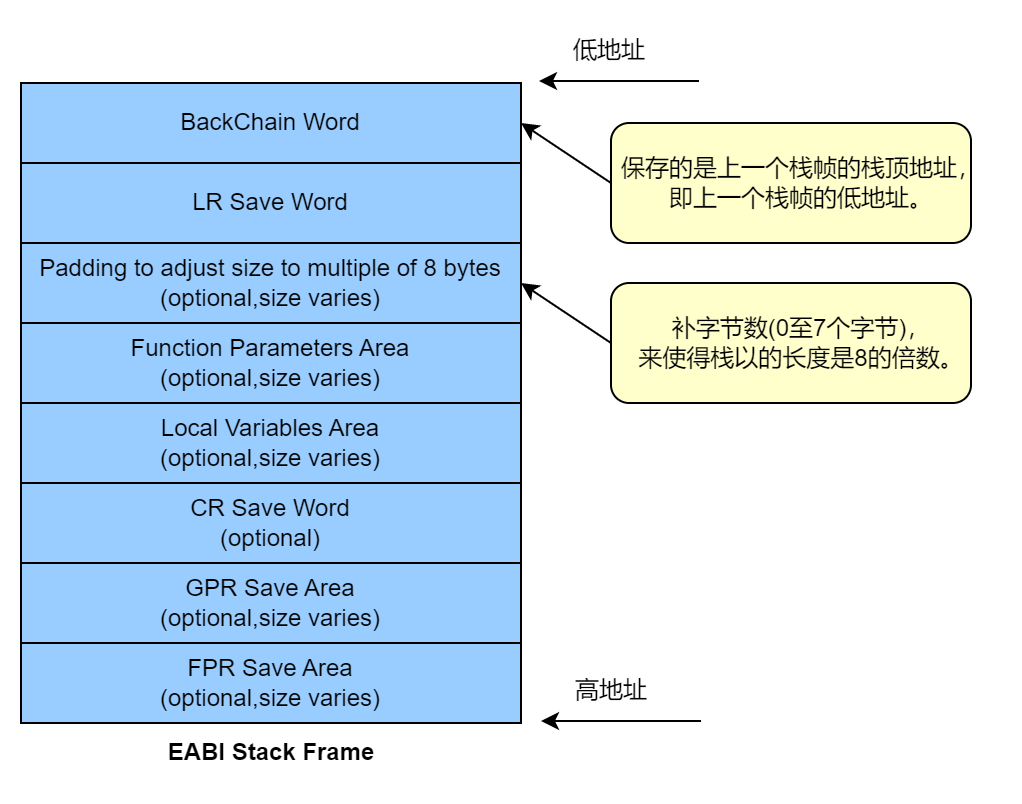 低地址
BackChain Word
保存的是上一个栈帧的栈顶地址，
即上一个栈帧的低地址。
LR Save Word
Padding to adjust size to multiple of 8 bytes
(optional,size varies)
补字节数(0至7个字节)，
来使得栈以的长度是8的倍数。
Function Parameters Area
(optional,size varies)
Local Variables Area
(optional,size varies)
CR Save Word
(optional)
GPR Save Area
(optional,size varies)
FPR Save Area
(optional,size varies)
高地址
EABI Stack Frame